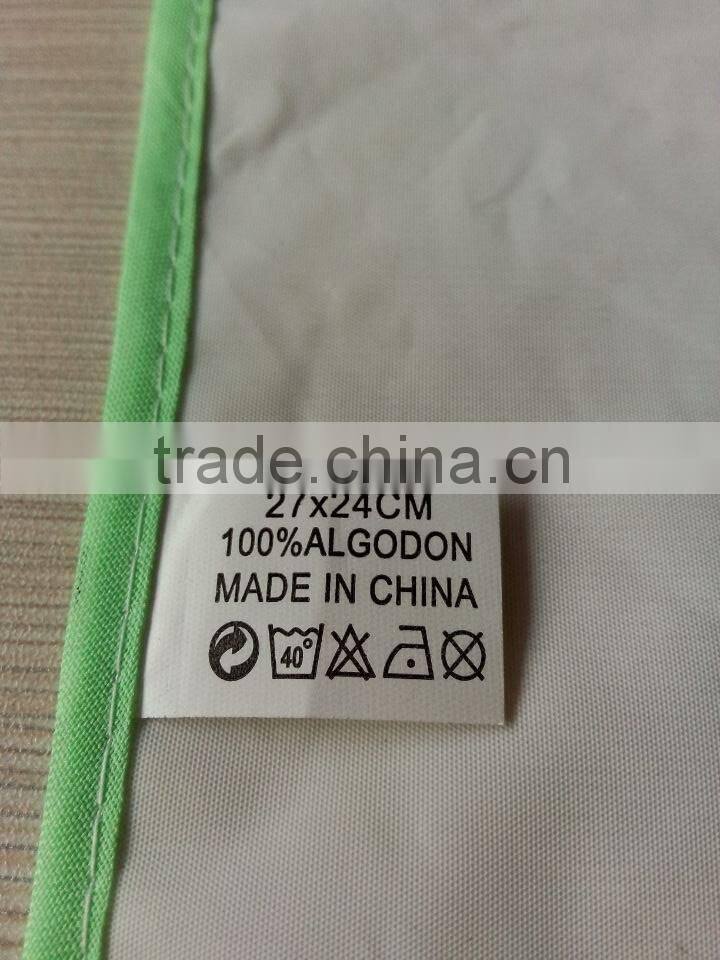 trade.china.cn
27x24CM
100%ALGODON
MADE IN CHINA
40°